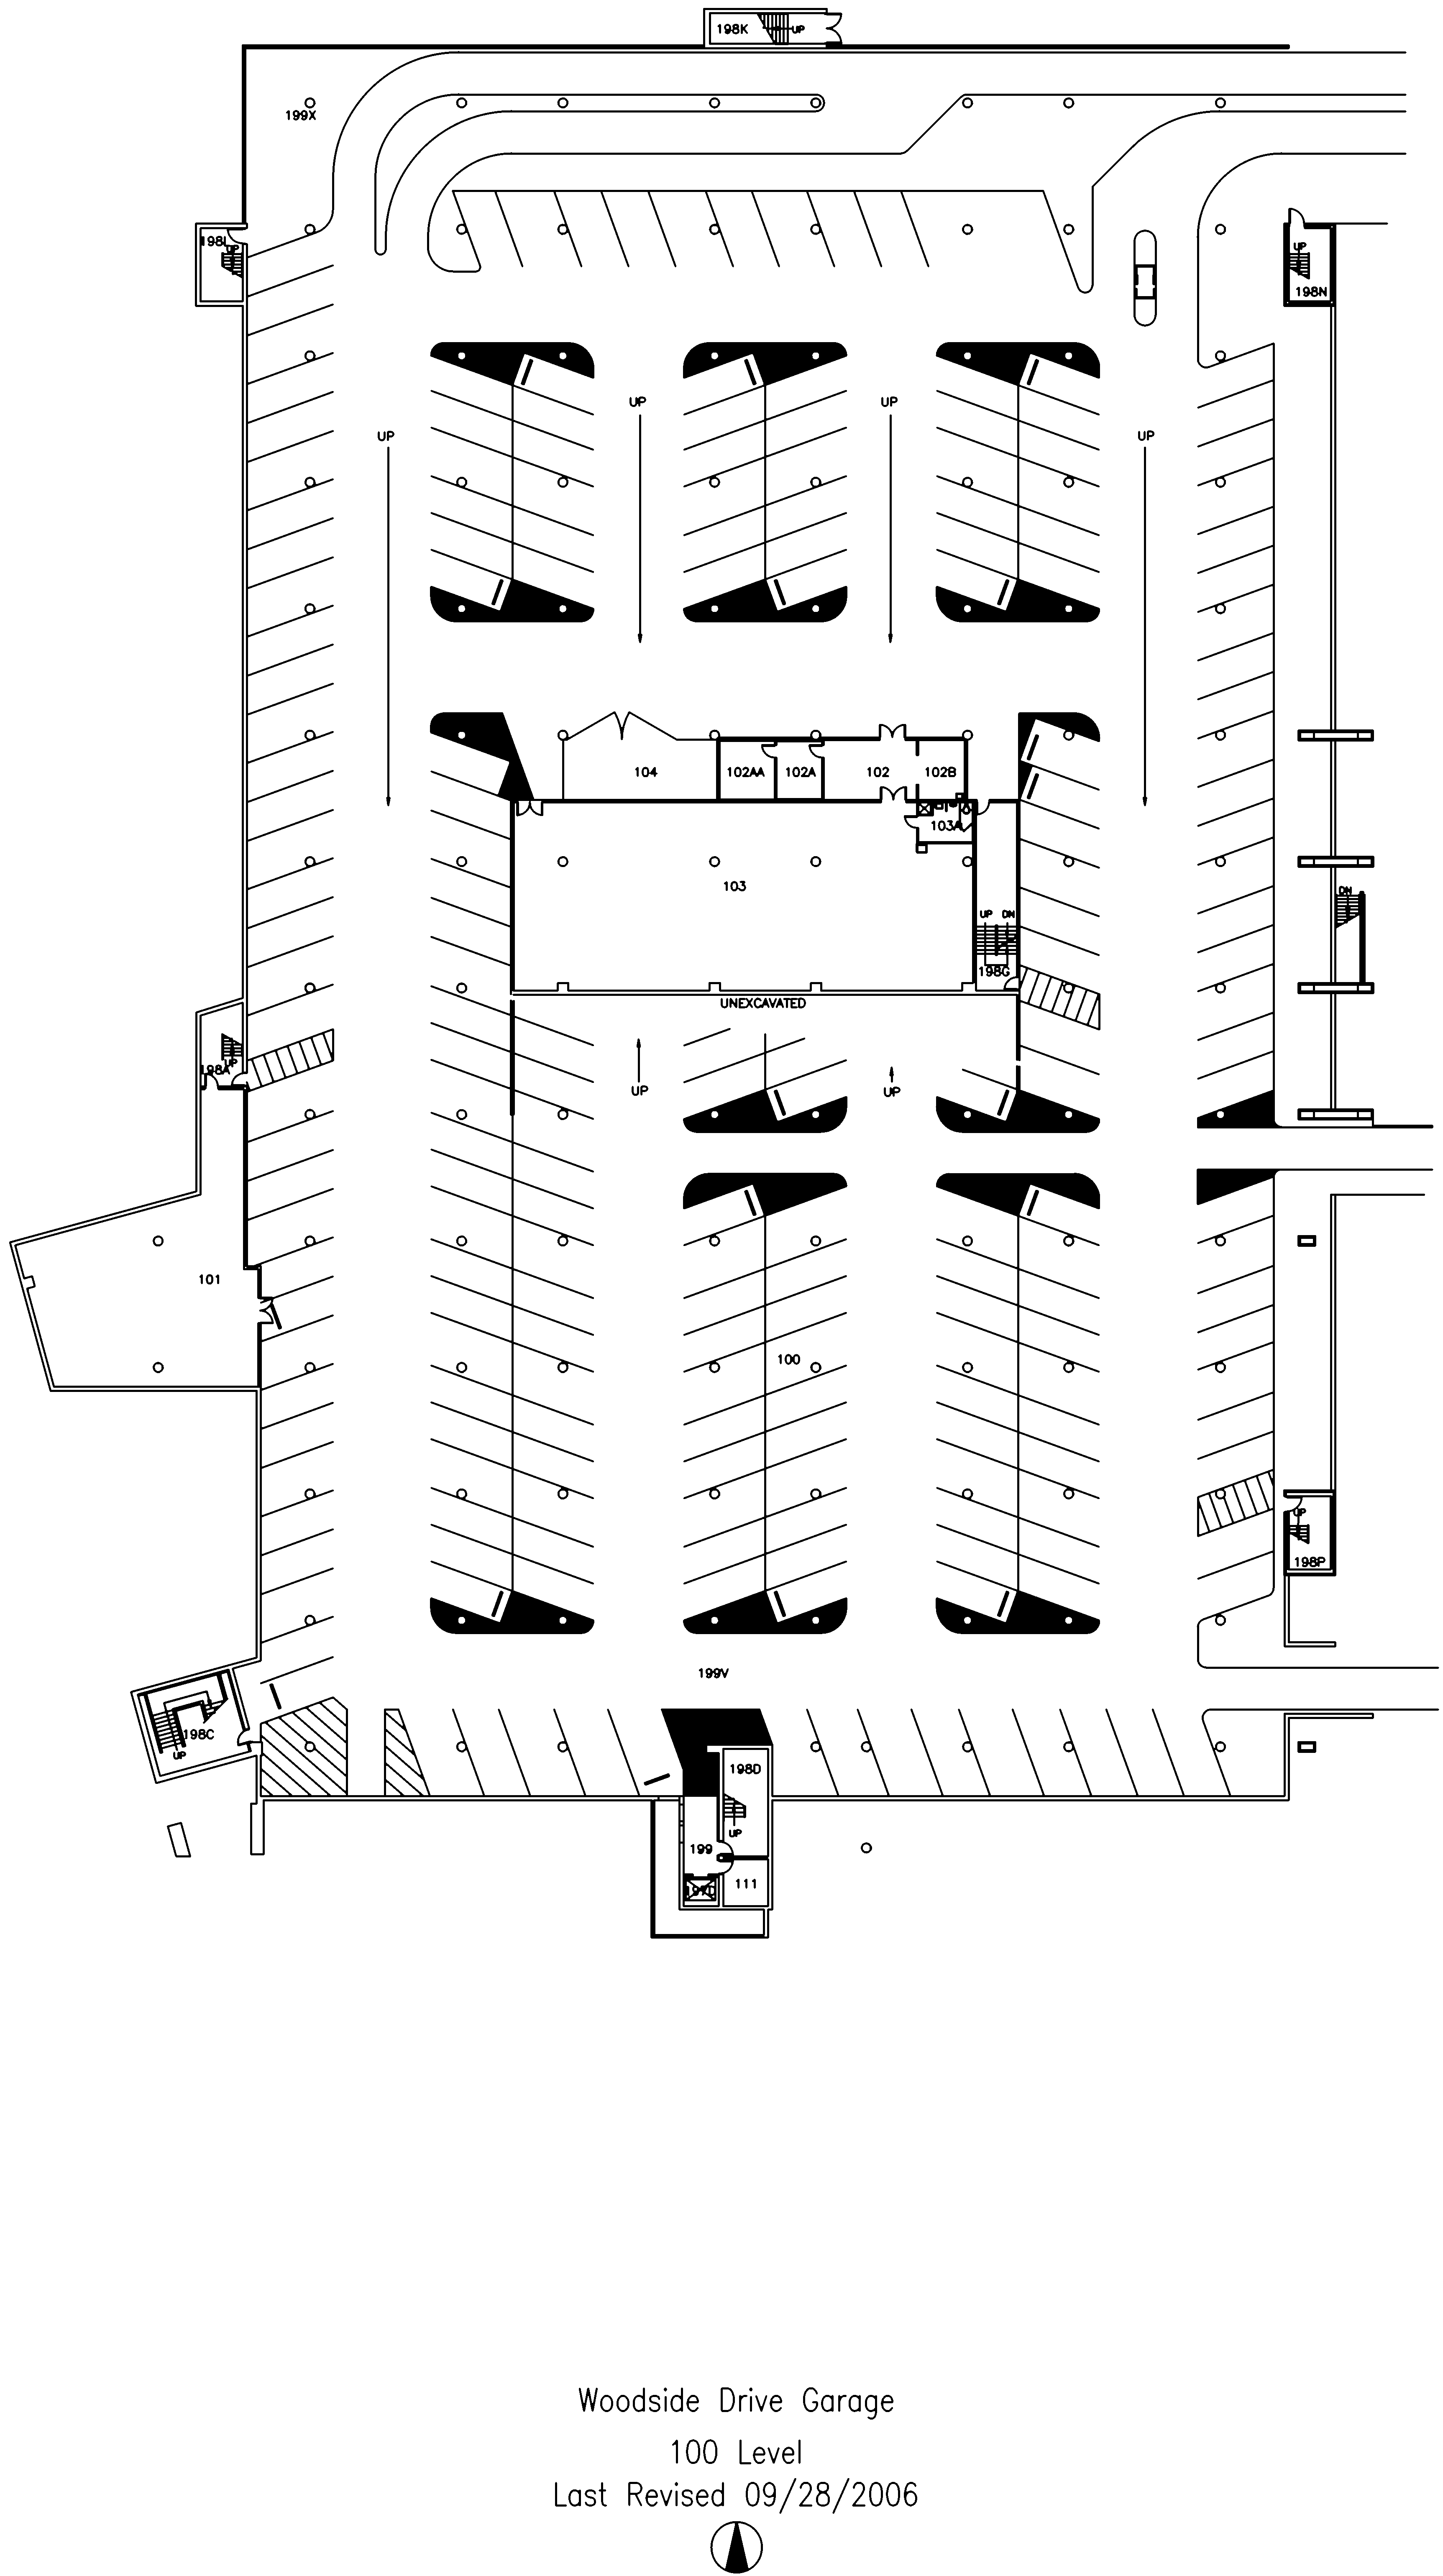 198K UP
199X
198L
UP
UP
198N
UP
UP
UP
UP
104
102AA
102A
102
102B
103A
103
UP DN
DN
198G
UNEXCAVATED
UP
198A
UP
UP
101
100
UP
198P
199V
198C
UP
198D
UP
199
111
Woodside Drive Garage
100 Level
Last Revised 09/28/2006